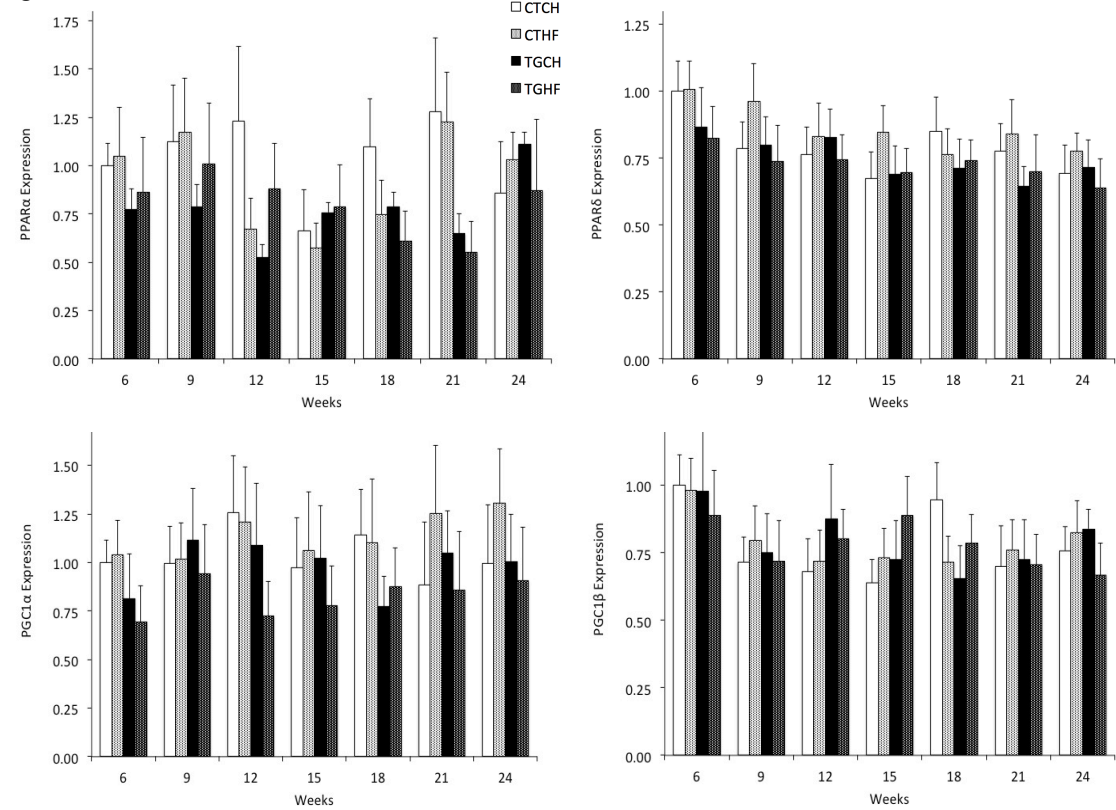 CTCH
CTHF
TGCH
TGHF
PPARα Expression
1.75
1.50
1.25
1.00
0.75
0.50
0.25
0.00
6 9 12 15 18 21 24
Weeks
PPARδ Expression
1.25
1.00
0.75
0.50
0.25
0.00
6 9 12 15 18 21 24
Weeks
PGC1α Expression
1.50
1.25
1.00
0.75
0.50
0.25
0.00
6 9 12 15 18 21 24
Weeks
PGC1β Expression
1.00
0.75
0.50
0.25
0.00
6 9 12 15 18 21 24
Weeks